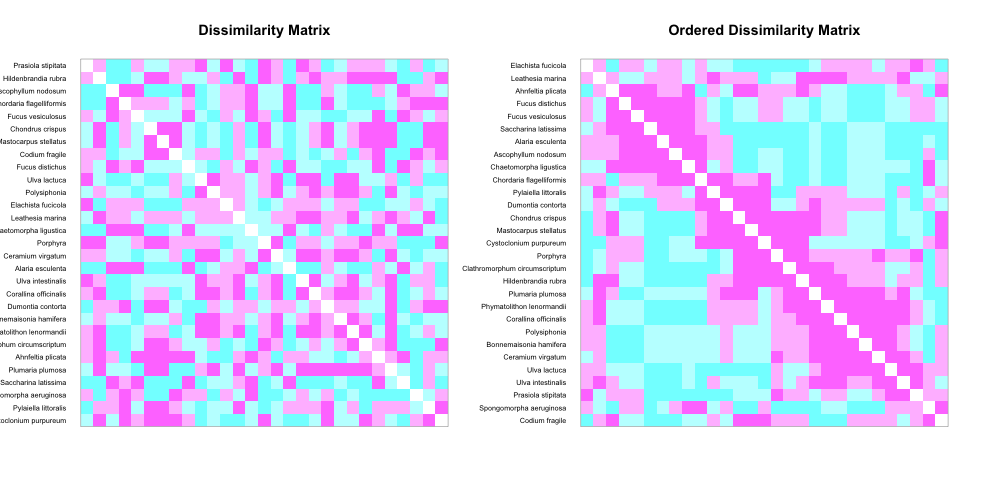 Dissimilarity Matrix
Prasiola stipitata
Hildenbrandia rubra
scophyllum nodosum
hordaria flagelliformis
Fucus vesiculosus
Chondrus crispus
Mastocarpus stellatus
Codium fragile
Fucus distichus
Ulva lactuca
Polysiphonia
Elachista fucicola
Leathesia marina
aetomorpha ligustica
Porphyra
Ceramium virgatum
Alaria esculenta
Ulva intestinalis
Corallina officinalis
Dumontia contorta
nnemaisonia hamifera
atolithon lenormandii
phum circumscriptum
Ahnfeltia plicata
Plumaria plumosa
Saccharina latissima
omorpha aeruginosa
Pylaiella littoralis
toclonium purpureum
Ordered Dissimilarity Matrix
Elachista fucicola
Leathesia marina
Ahnfeltia plicata
Fucus distichus
Fucus vesiculosus
Saccharina latissima
Alaria esculenta
Ascophyllum nodosum
Chaetomorpha ligustica
Chordaria flagelliformis
Pylaiella littoralis
Dumontia contorta
Chondrus crispus
Mastocarpus stellatus
Cystoclonium purpureum
Porphyra
Clathromorphum circumscriptum
Hildenbrandia rubra
Plumaria plumosa
Phymatolithon lenormandii
Corallina officinalis
Polysiphonia
Bonnemaisonia hamifera
Ceramium virgatum
Ulva lactuca
Ulva intestinalis
Prasiola stipitata
Spongomorpha aeruginosa
Codium fragile